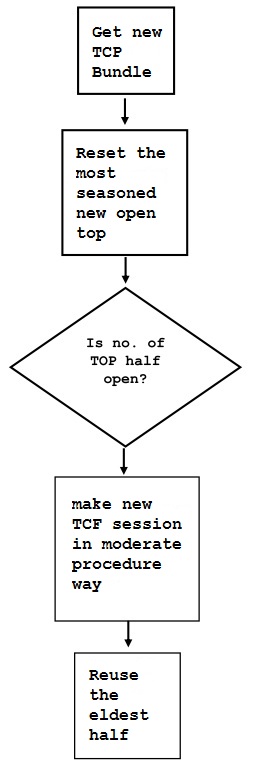 Get new
TCP
Bundle
Reset the
most
seasoned
new open
top
Is no. of
TOP half
open?
make new
TCF session
in moderate
procedure
way
Reuse
the
eldest
half